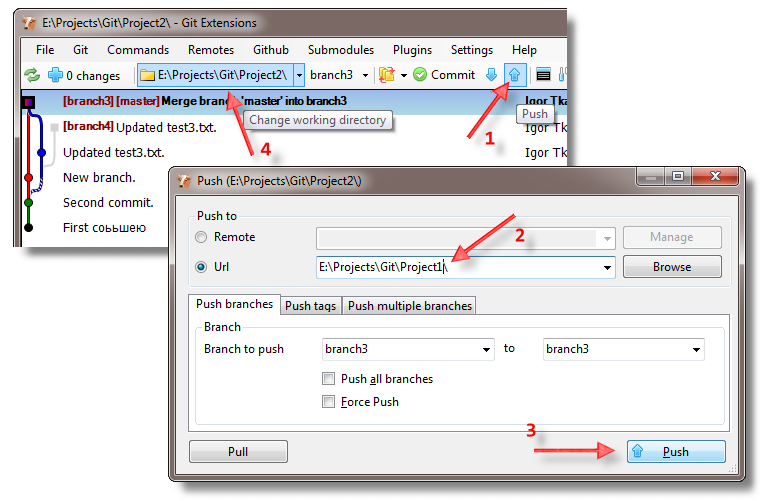 E:\Projects\Git\Project2\ - Git Extensions
File Git Commands Remotes Github Submodules Plugins Settings Help
0 changes E:\Projects\Git\Project2\ branch3 Commit
[branch3] [master] Merge branch 'master' into branch3 Igor Tka
Change working directory
Push
1
4
[branch4] Updated test3.txt. Igor Tk
Updated test3.txt. Igor Tk
New branch.
Second commit.
First соььшею
Push (E:\Projects\Git\Project2\)
Push to
Remote Manage
2
Url E:\Projects\Git\Project1\ Browse
Push branches Push tags Push multiple branches
Branch
Branch to push branch3 to branch3
Push all branches
Force Push
3
Pull Push